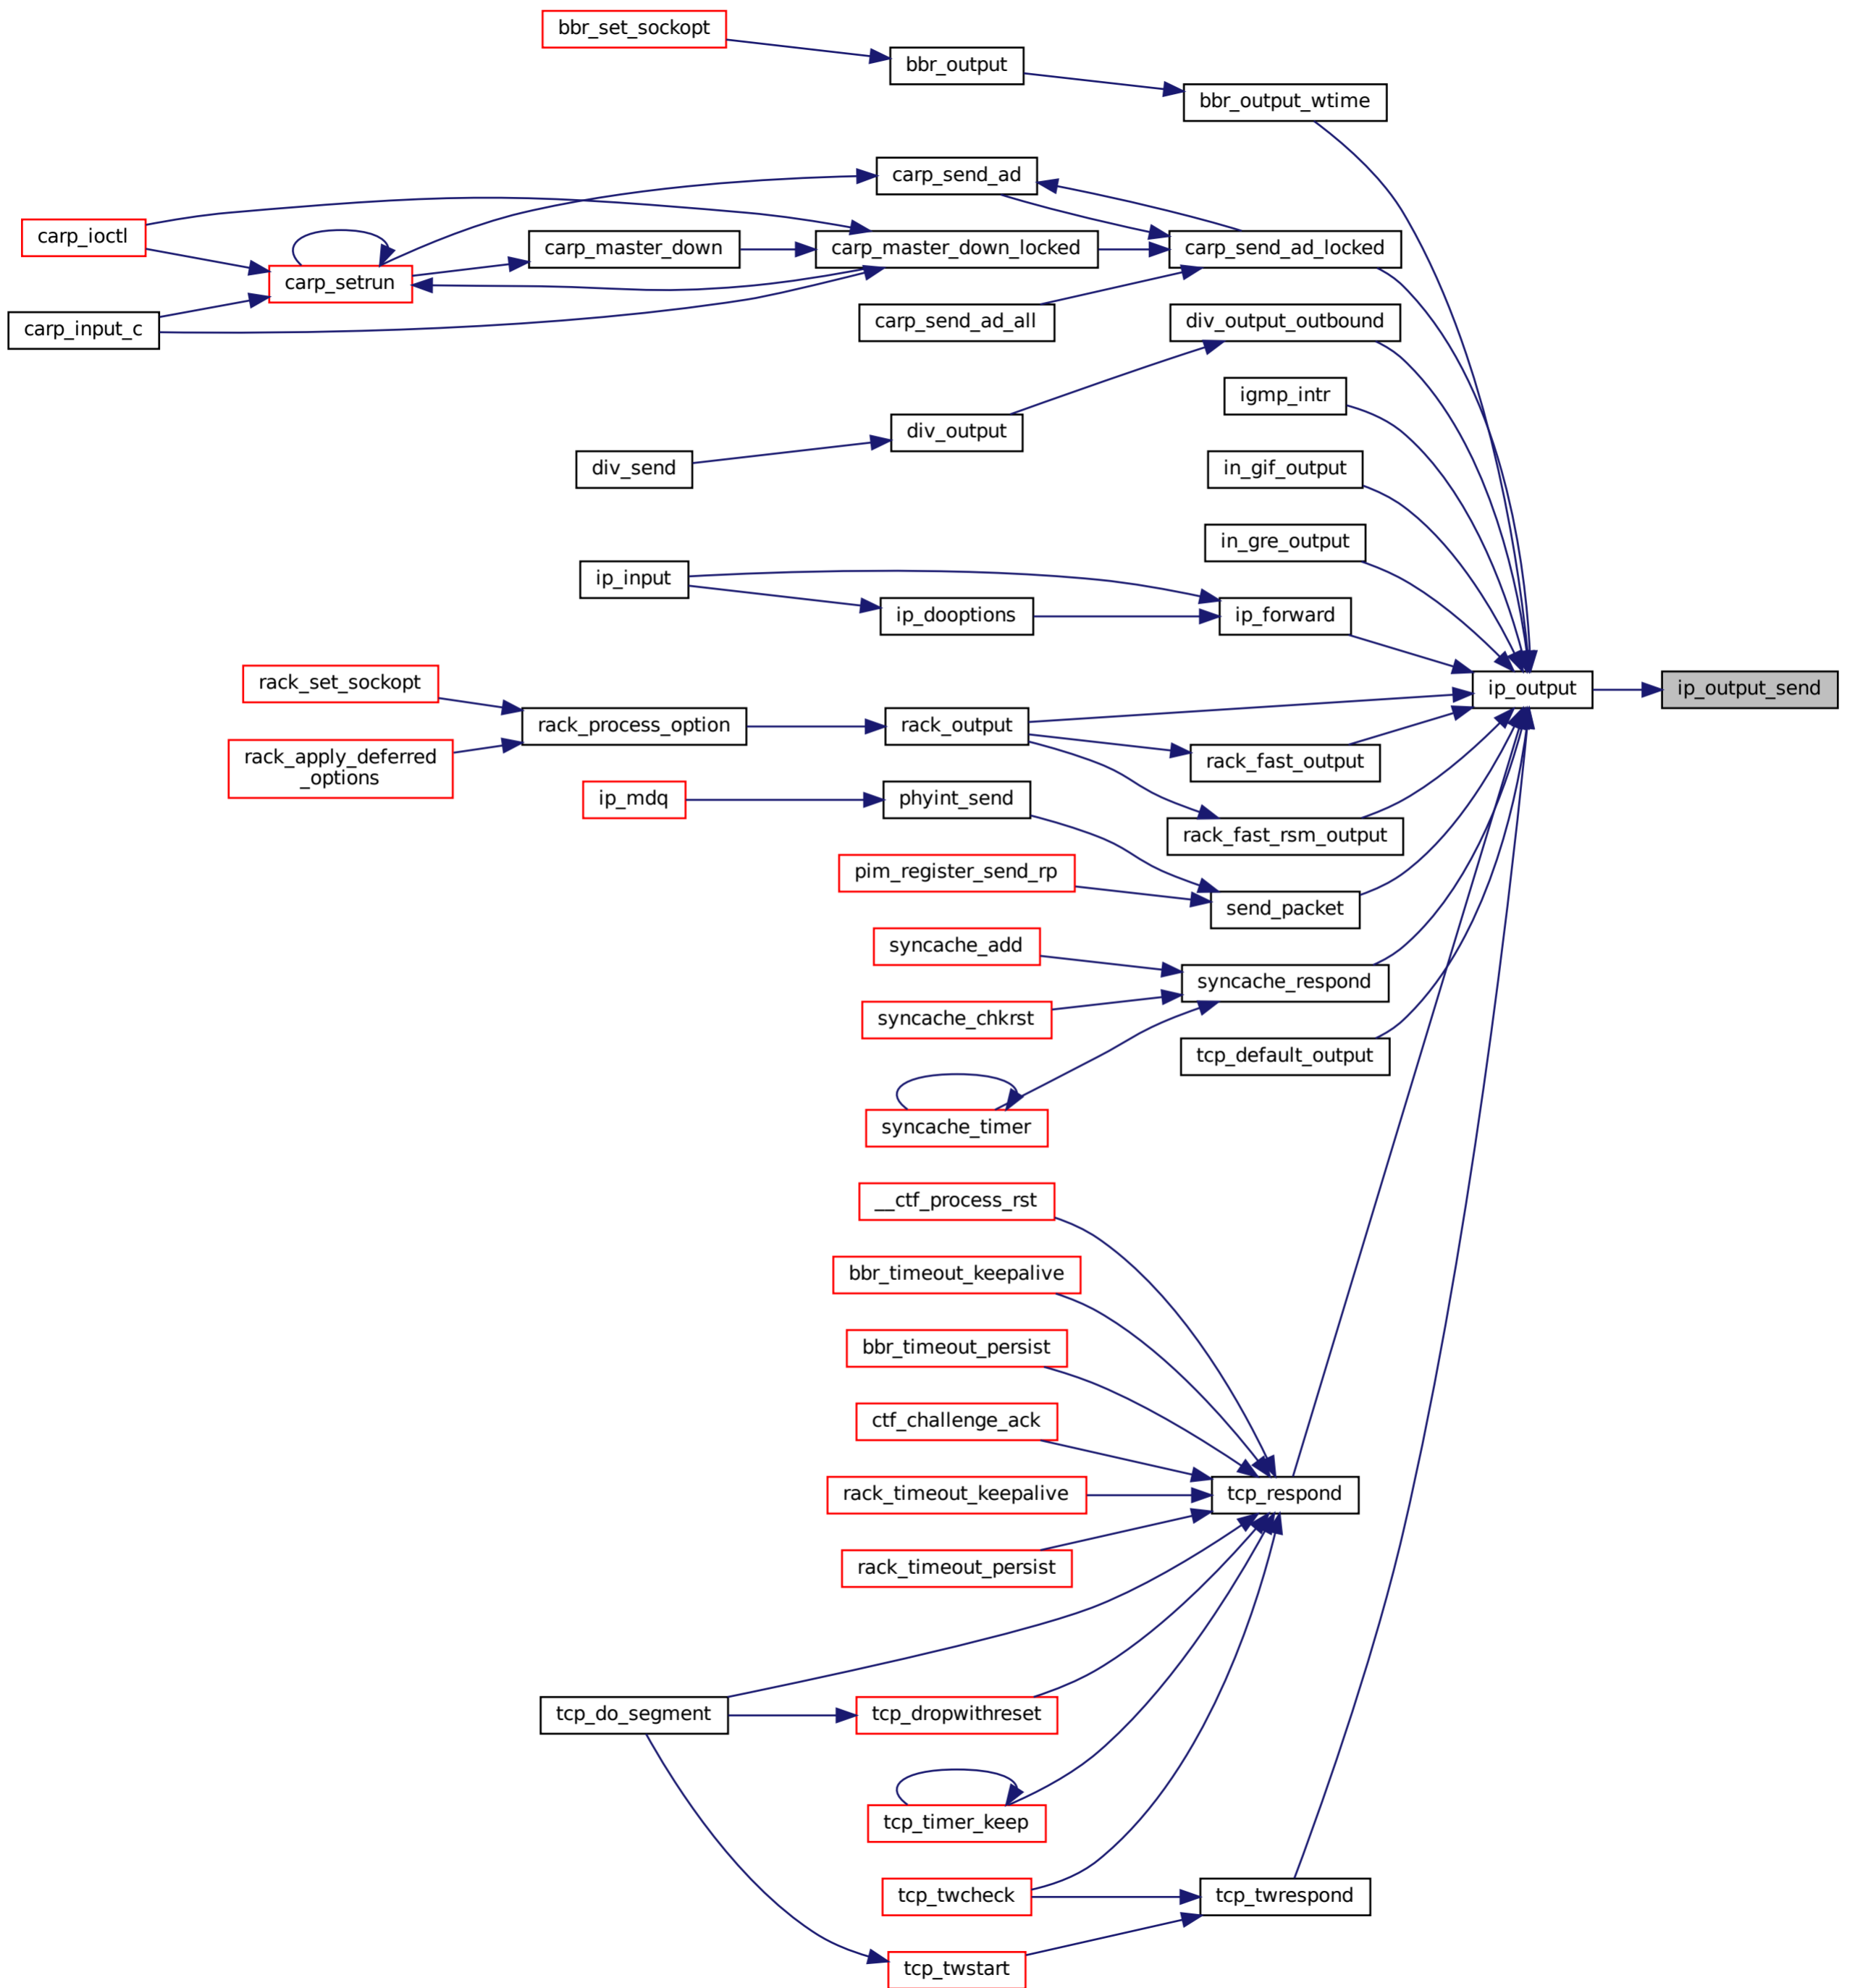 bbr_set_sockopt
bbr_output
bbr_output_wtime
carp_send_ad
carp_ioctl
carp_master_down
carp_master_down_locked
carp_send_ad_locked
carp_setrun
carp_input_c
carp_send_ad_all
div_output_outbound
igmp_intr
div_output
div_send
in_gif_output
in_gre_output
ip_input
ip_dooptions
ip_forward
rack_set_sockopt
ip_output
ip_output_send
rack_process_option
rack_output
rack_apply_deferred
_options
rack_fast_output
ip_mdq
phyint_send
rack_fast_rsm_output
pim_register_send_rp
send_packet
syncache_add
syncache_respond
syncache_chkrst
tcp_default_output
syncache_timer
__ctf_process_rst
bbr_timeout_keepalive
bbr_timeout_persist
ctf_challenge_ack
rack_timeout_keepalive
tcp_respond
rack_timeout_persist
tcp_do_segment
tcp_dropwithreset
tcp_timer_keep
tcp_twcheck
tcp_twrespond
tcp_twstart